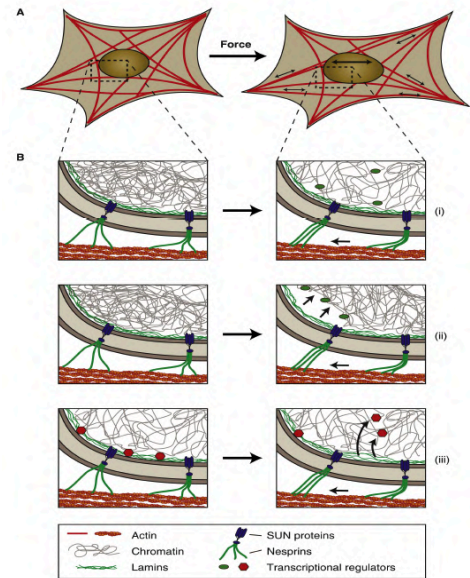 A
Force
B
(i)
(ii)
(iii)
Actin
SUN proteins
Chromatin
Nesprins
Lamins
Transcriptional regulators